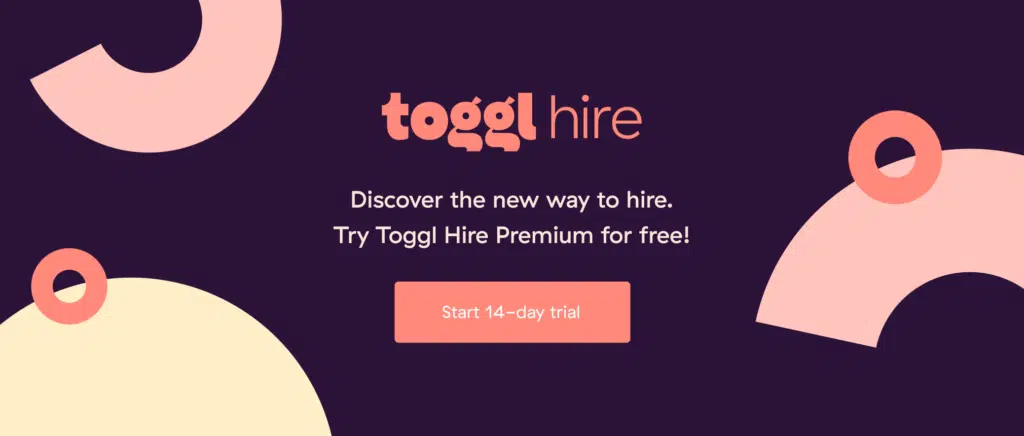 toggl hire
Discover the new way to hire.
Try Toggl Hire Premium for free!
Start 14-day trial